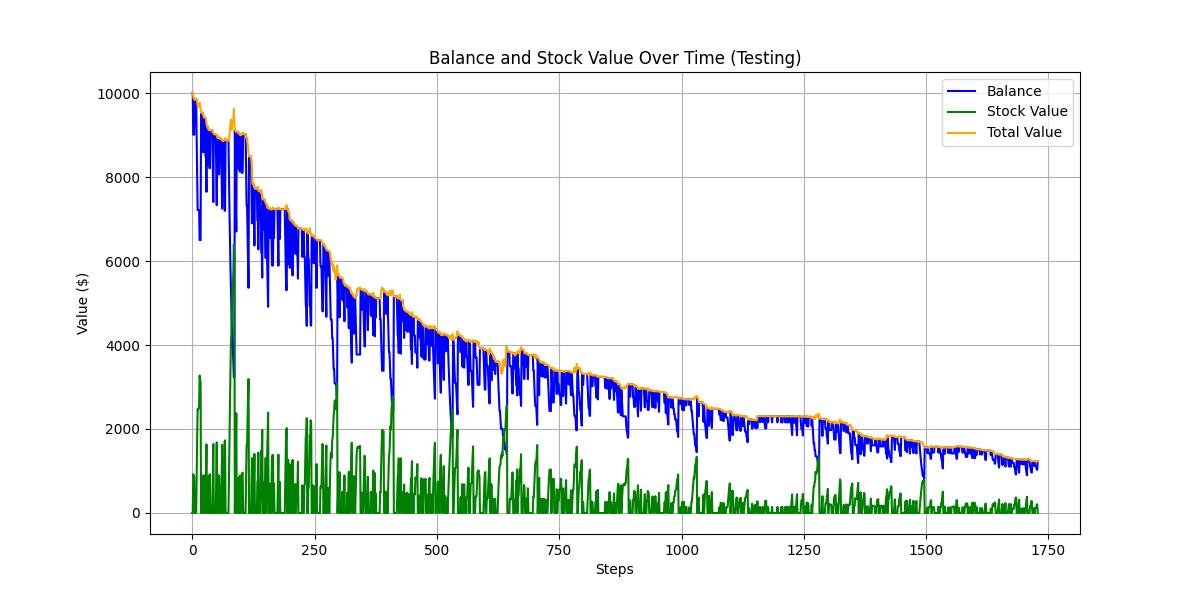 Balance and Stock Value Over Time (Testing)
Balance
Stock Value
Total Value
Value ($)
10000
8000
6000
4000
2000
0
0 250 500 750 1000 1250 1500 1750
Steps